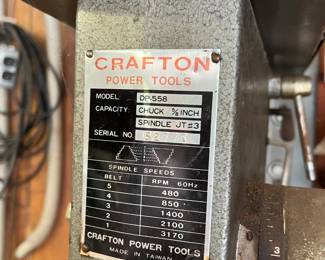 CRAFTON
POWER TOOLS
MODEL: DP-558
CAPACITY: CHUCK 5/8 INCH
SPINDLE JT#3
SERIAL NO.
SPINDLE SPEEDS
BELT RPM 60Hz
5 480
4 850
3 1400
2 2100
1 3170
CRAFTON POWER TOOLS
MADE IN TAIWAN
3